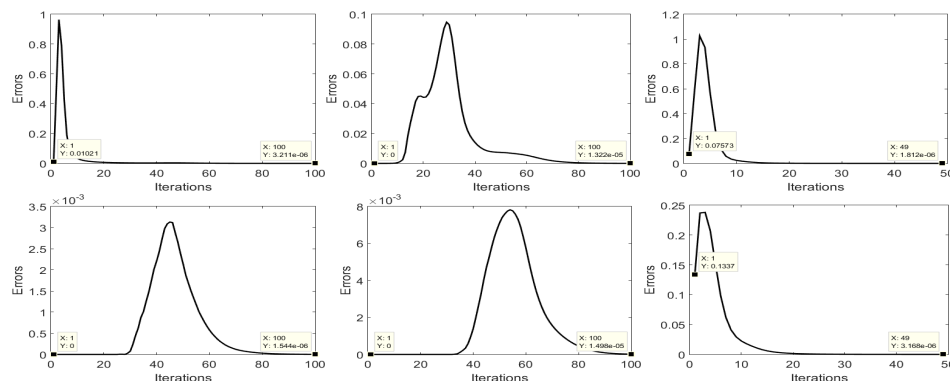 1
0.8
0.6
0.4
0.2
0
Errors
X: 1
Y: 0.01021
X: 100
Y: 3.211e-06
0 20 40 60 80 100
Iterations
0.1
0.08
0.06
0.04
0.02
0
Errors
X: 1
Y: 0
X: 100
Y: 1.322e-05
0 20 40 60 80 100
Iterations
1.2
1
0.8
0.6
0.4
0.2
0
Errors
X: 1
Y: 0.07573
X: 49
Y: 1.812e-06
0 10 20 30 40 50
Iterations
×10⁻³
3.5
3
2.5
2
1.5
1
0.5
0
Errors
X: 1
Y: 0
X: 100
Y: 1.544e-06
0 20 40 60 80 100
Iterations
×10⁻³
8
6
4
2
0
Errors
X: 1
Y: 0
X: 100
Y: 1.498e-05
0 20 40 60 80 100
Iterations
0.25
0.2
0.15
0.1
0.05
0
Errors
X: 1
Y: 0.1337
X: 49
Y: 3.168e-06
0 10 20 30 40 50
Iterations